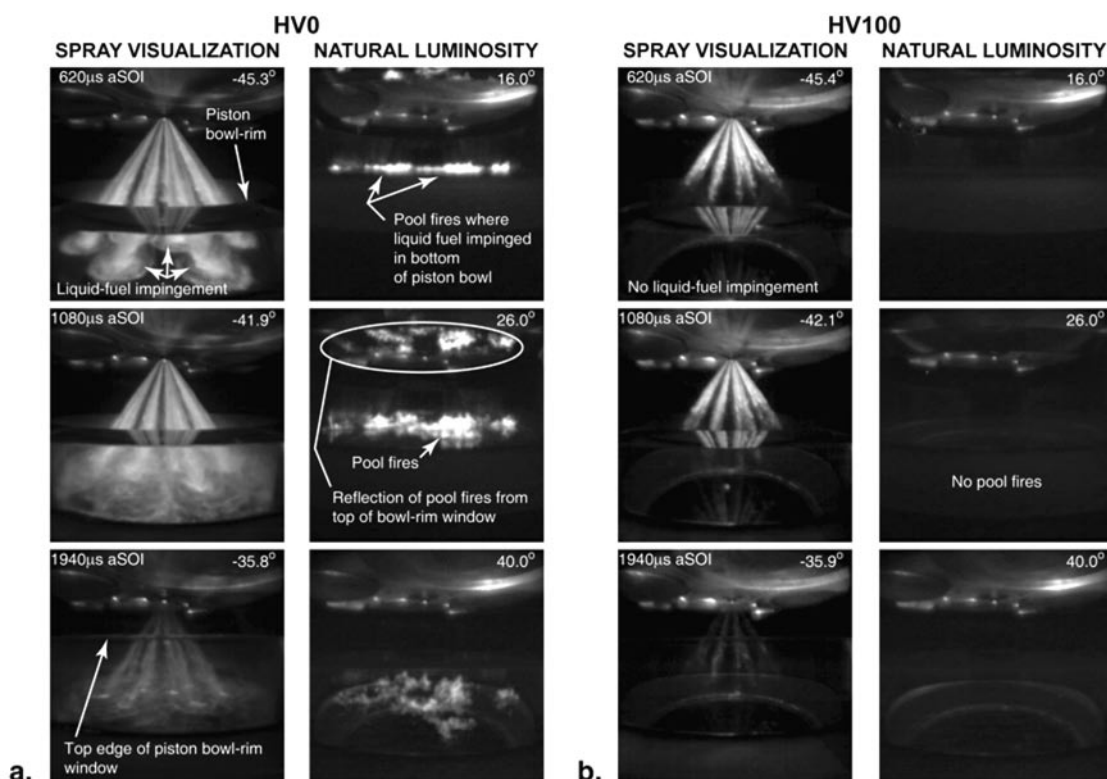 HV0
SPRAY VISUALIZATION
NATURAL LUMINOSITY
620µs aSOI
-45.3°
Piston
bowl-rim
Liquid-fuel impingement
16.0°
Pool fires where
liquid fuel impinged
in bottom
of piston bowl
1080µs aSOI
-41.9°
26.0°
Pool fires
Reflection of pool fires from
top of bowl-rim window
1940µs aSOI
-35.8°
Top edge of piston bowl-rim
window
40.0°
a.
HV100
SPRAY VISUALIZATION
NATURAL LUMINOSITY
620µs aSOI
-45.4°
No liquid-fuel impingement
16.0°
1080µs aSOI
-42.1°
26.0°
No pool fires
1940µs aSOI
-35.9°
40.0°
b.